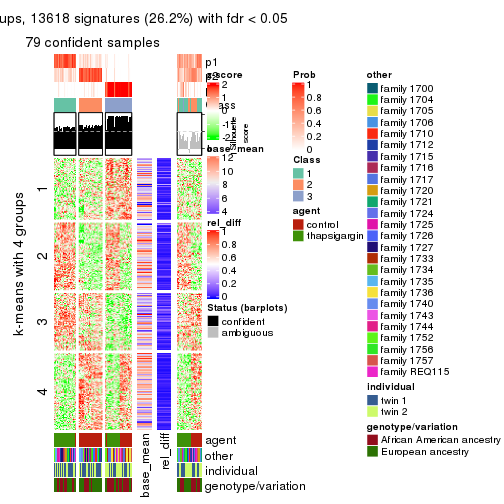 ups, 13618 signatures (26.2%) with fdr < 0.05
79 confident samples
p1
p2
Class
Silhouette
score
k-means with 4 groups
1
2
3
4
agent
other
individual
genotype/variation
base_mean
rel_diff
z-score
2
1
0
-1
-2
base_mean
12
10
8
6
4
rel_diff
1
0.8
0.6
0.4
0.2
0
Status (barplots)
confident
ambiguous
Prob
1
0.8
0.6
0.4
0.2
0
Class
1
2
3
agent
control
thapsigargin
other
family 1700
family 1704
family 1705
family 1706
family 1710
family 1712
family 1715
family 1716
family 1717
family 1720
family 1721
family 1724
family 1725
family 1726
family 1727
family 1733
family 1734
family 1735
family 1736
family 1740
family 1743
family 1744
family 1752
family 1756
family 1757
family REQ115
individual
twin 1
twin 2
genotype/variation
African American ancestry
European ancestry